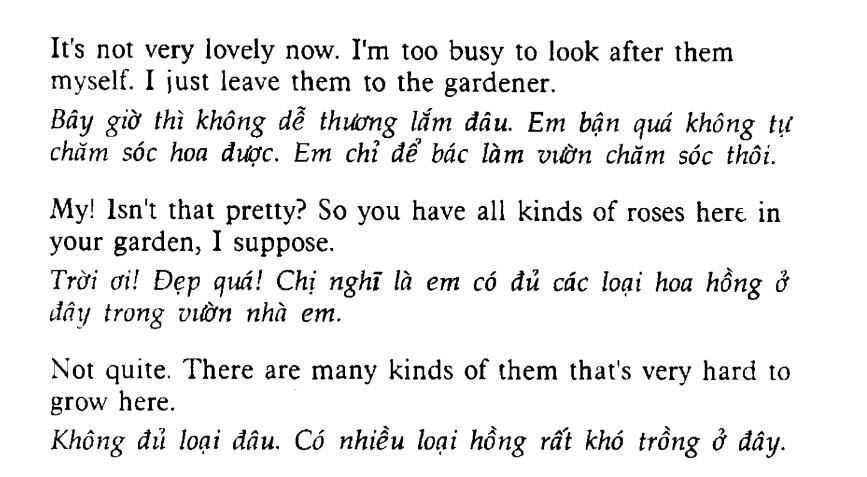 It's not very lovely now. I'm too busy to look after them
myself. I just leave them to the gardener.
Bây giờ thì không dễ thương lắm đâu. Em bận quá không tự
chăm sóc hoa được. Em chỉ để bác làm vườn chăm sóc thôi.
My! Isn't that pretty? So you have all kinds of roses here in
your garden, I suppose.
Trời ơi! Đẹp quá! Chị nghĩ là em có đủ các loại hoa hồng ở
đây trong vườn nhà em.
Not quite. There are many kinds of them that's very hard to
grow here.
Không đủ loại đâu. Có nhiều loại hồng rất khó trồng ở đây.